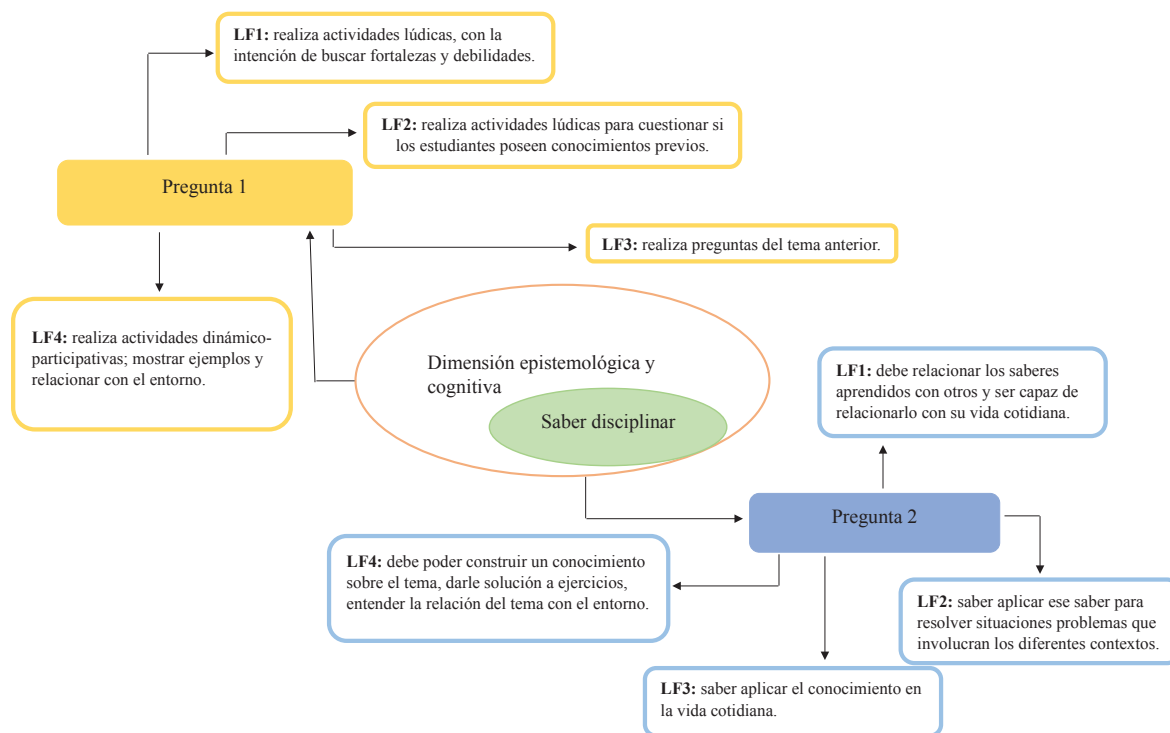 LF1: realiza actividades lúdicas, con la
intención de buscar fortalezas y debilidades.
LF2: realiza actividades lúdicas para cuestionar si
los estudiantes poseen conocimientos previos.
Pregunta 1
LF3: realiza preguntas del tema anterior.
LF4: realiza actividades dinámico-
participativas; mostrar ejemplos y
relacionar con el entorno.
Dimensión epistemológica y
cognitiva
Saber disciplinar
LF1: debe relacionar los saberes
aprendidos con otros y ser capaz de
relacionarlo con su vida cotidiana.
Pregunta 2
LF4: debe poder construir un conocimiento
sobre el tema, darle solución a ejercicios,
entender la relación del tema con el entorno.
LF2: saber aplicar ese saber para
resolver situaciones problemas que
involucran los diferentes contextos.
LF3: saber aplicar el conocimiento en
la vida cotidiana.